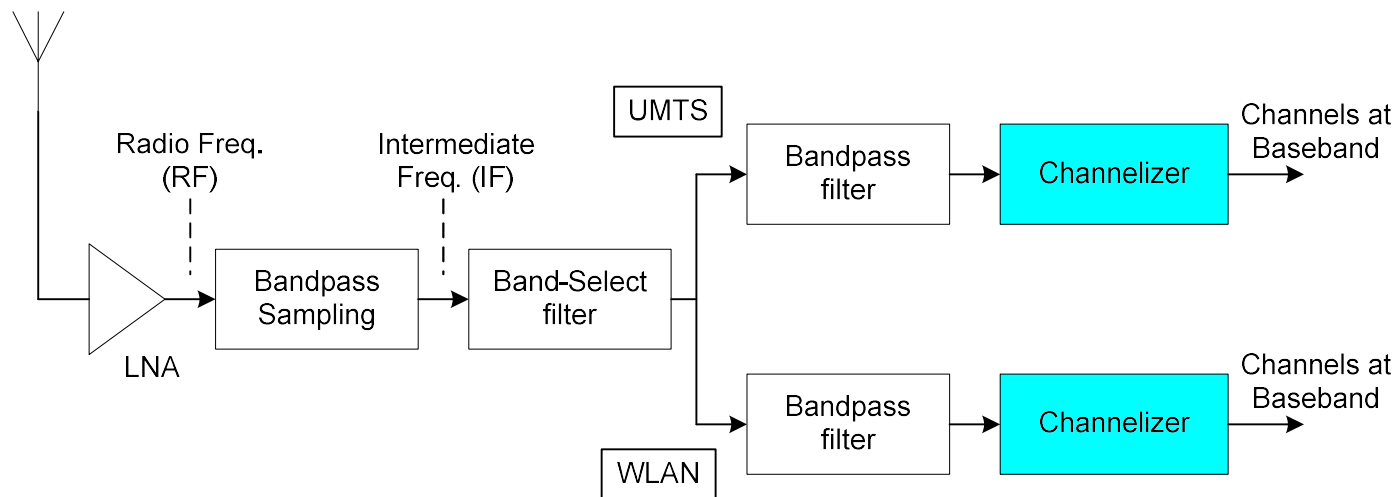 Radio Freq.
(RF)
Intermediate
Freq. (IF)
LNA
Bandpass
Sampling
Band-Select
filter
UMTS
Bandpass
filter
Channelizer
Channels at
Baseband
WLAN
Bandpass
filter
Channelizer
Channels at
Baseband